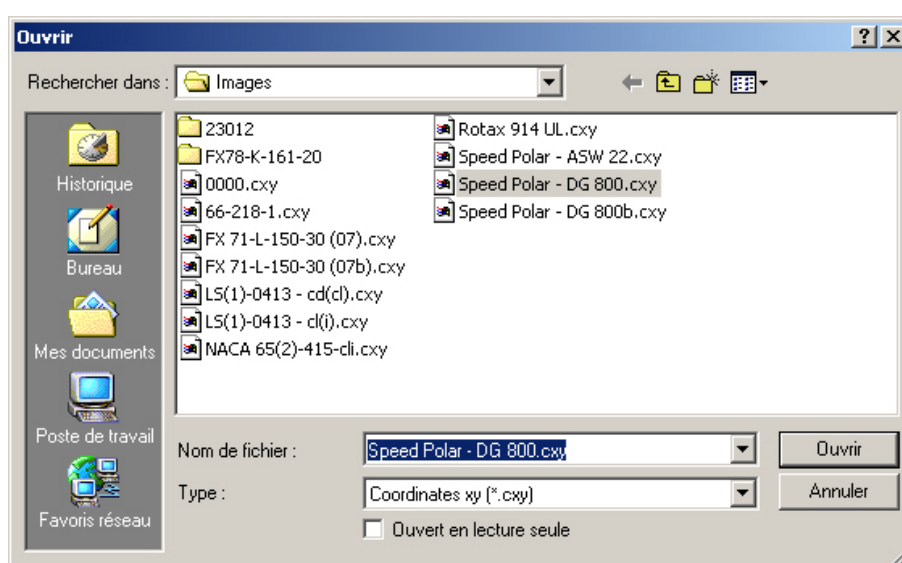 Ouvrir
Rechercher dans : Images
Historique
Bureau
Mes documents
Poste de travail
Favoris réseau
23012
FX78-K-161-20
0000.cxy
66-218-1.cxy
FX 71-L-150-30 (07).cxy
FX 71-L-150-30 (07b).cxy
LS(1)-0413 - cd(cl).cxy
LS(1)-0413 - cl(i).cxy
NACA 65(2)-415-cli.cxy
Rotax 914 UL.cxy
Speed Polar - ASW 22.cxy
Speed Polar - DG 800.cxy
Speed Polar - DG 800b.cxy
Nom de fichier : Speed Polar - DG 800.cxy Ouvrir
Type : Coordinates xy (*.cxy) Annuler
Ouvert en lecture seule